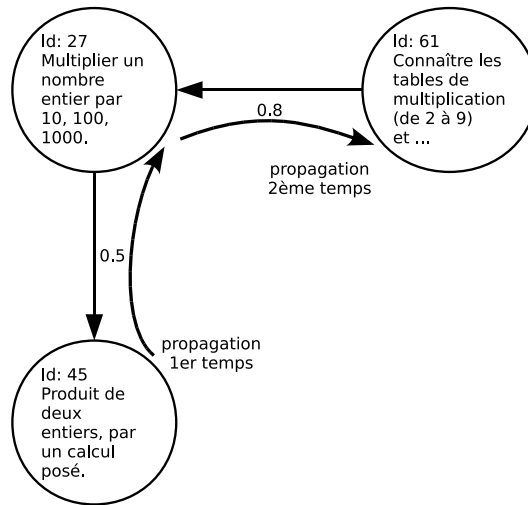 Id: 27
Multiplier un
nombre
entier par
10, 100,
1000.
Id: 61
Connaître les
tables de
multiplication
(de 2 à 9)
et ...
0.8
propagation
2ème temps
0.5
propagation
1er temps
Id: 45
Produit de
deux
entiers, par
un calcul
posé.